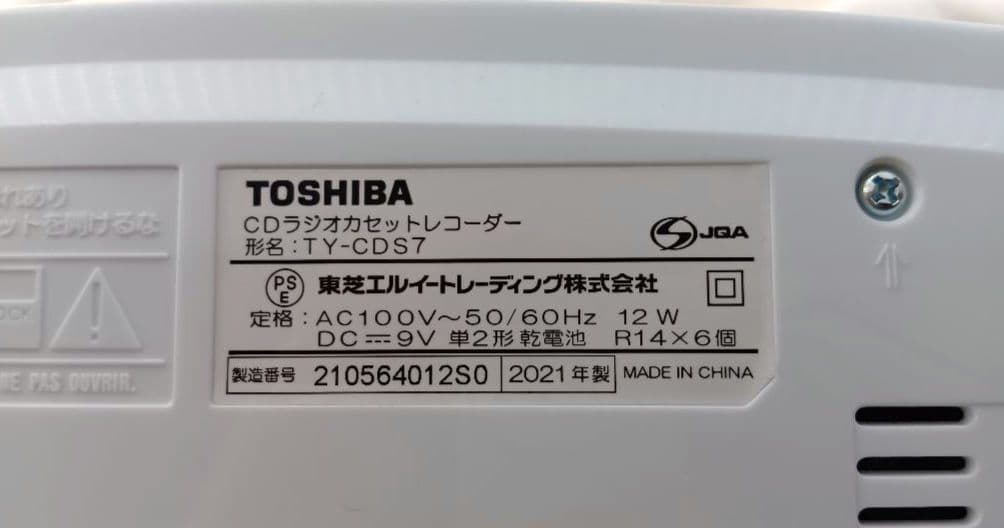 TOSHIBA
CDラジオカセットレコーダー
形名:TY-CDS7
JQA
PS
E
東芝エルイートレーディング株式会社
定格:AC100V〜50/60Hz 12W
DC⎓9V 単2形乾電池 R14×6個
製造番号 210564012S0 2021年製 MADE IN CHINA
れあり
ットを開けるな
OCK
NE PAS OUVRIR.